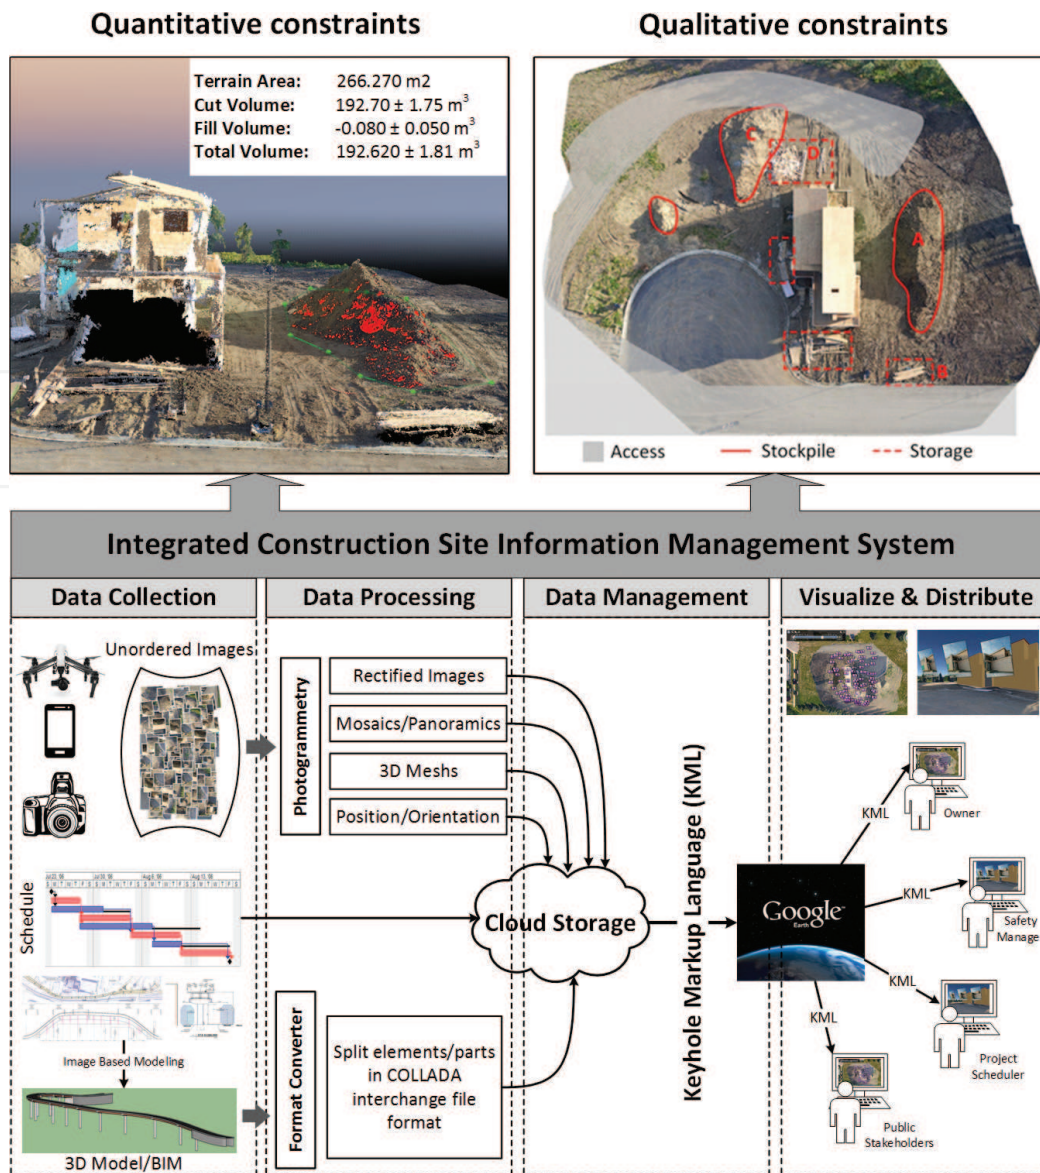 Quantitative constraints
Qualitative constraints
Terrain Area: 266.270 m2
Cut Volume: 192.70 ± 1.75 m³
Fill Volume: -0.080 ± 0.050 m³
Total Volume: 192.620 ± 1.81 m³
C
D
A
B
Access
Stockpile
Storage
Integrated Construction Site Information Management System
Data Collection
Data Processing
Data Management
Visualize & Distribute
Unordered Images
Photogrammetry
Rectified Images
Mosaics/Panoramics
3D Meshs
Position/Orientation
Schedule
Cloud Storage
Keyhole Markup Language (KML)
Google
Earth
KML
Owner
KML
Safety
Manage
KML
Project
Scheduler
KML
Public
Stakeholders
Image Based Modeling
3D Model/BIM
Format Converter
Split elements/parts
in COLLADA
interchange file
format